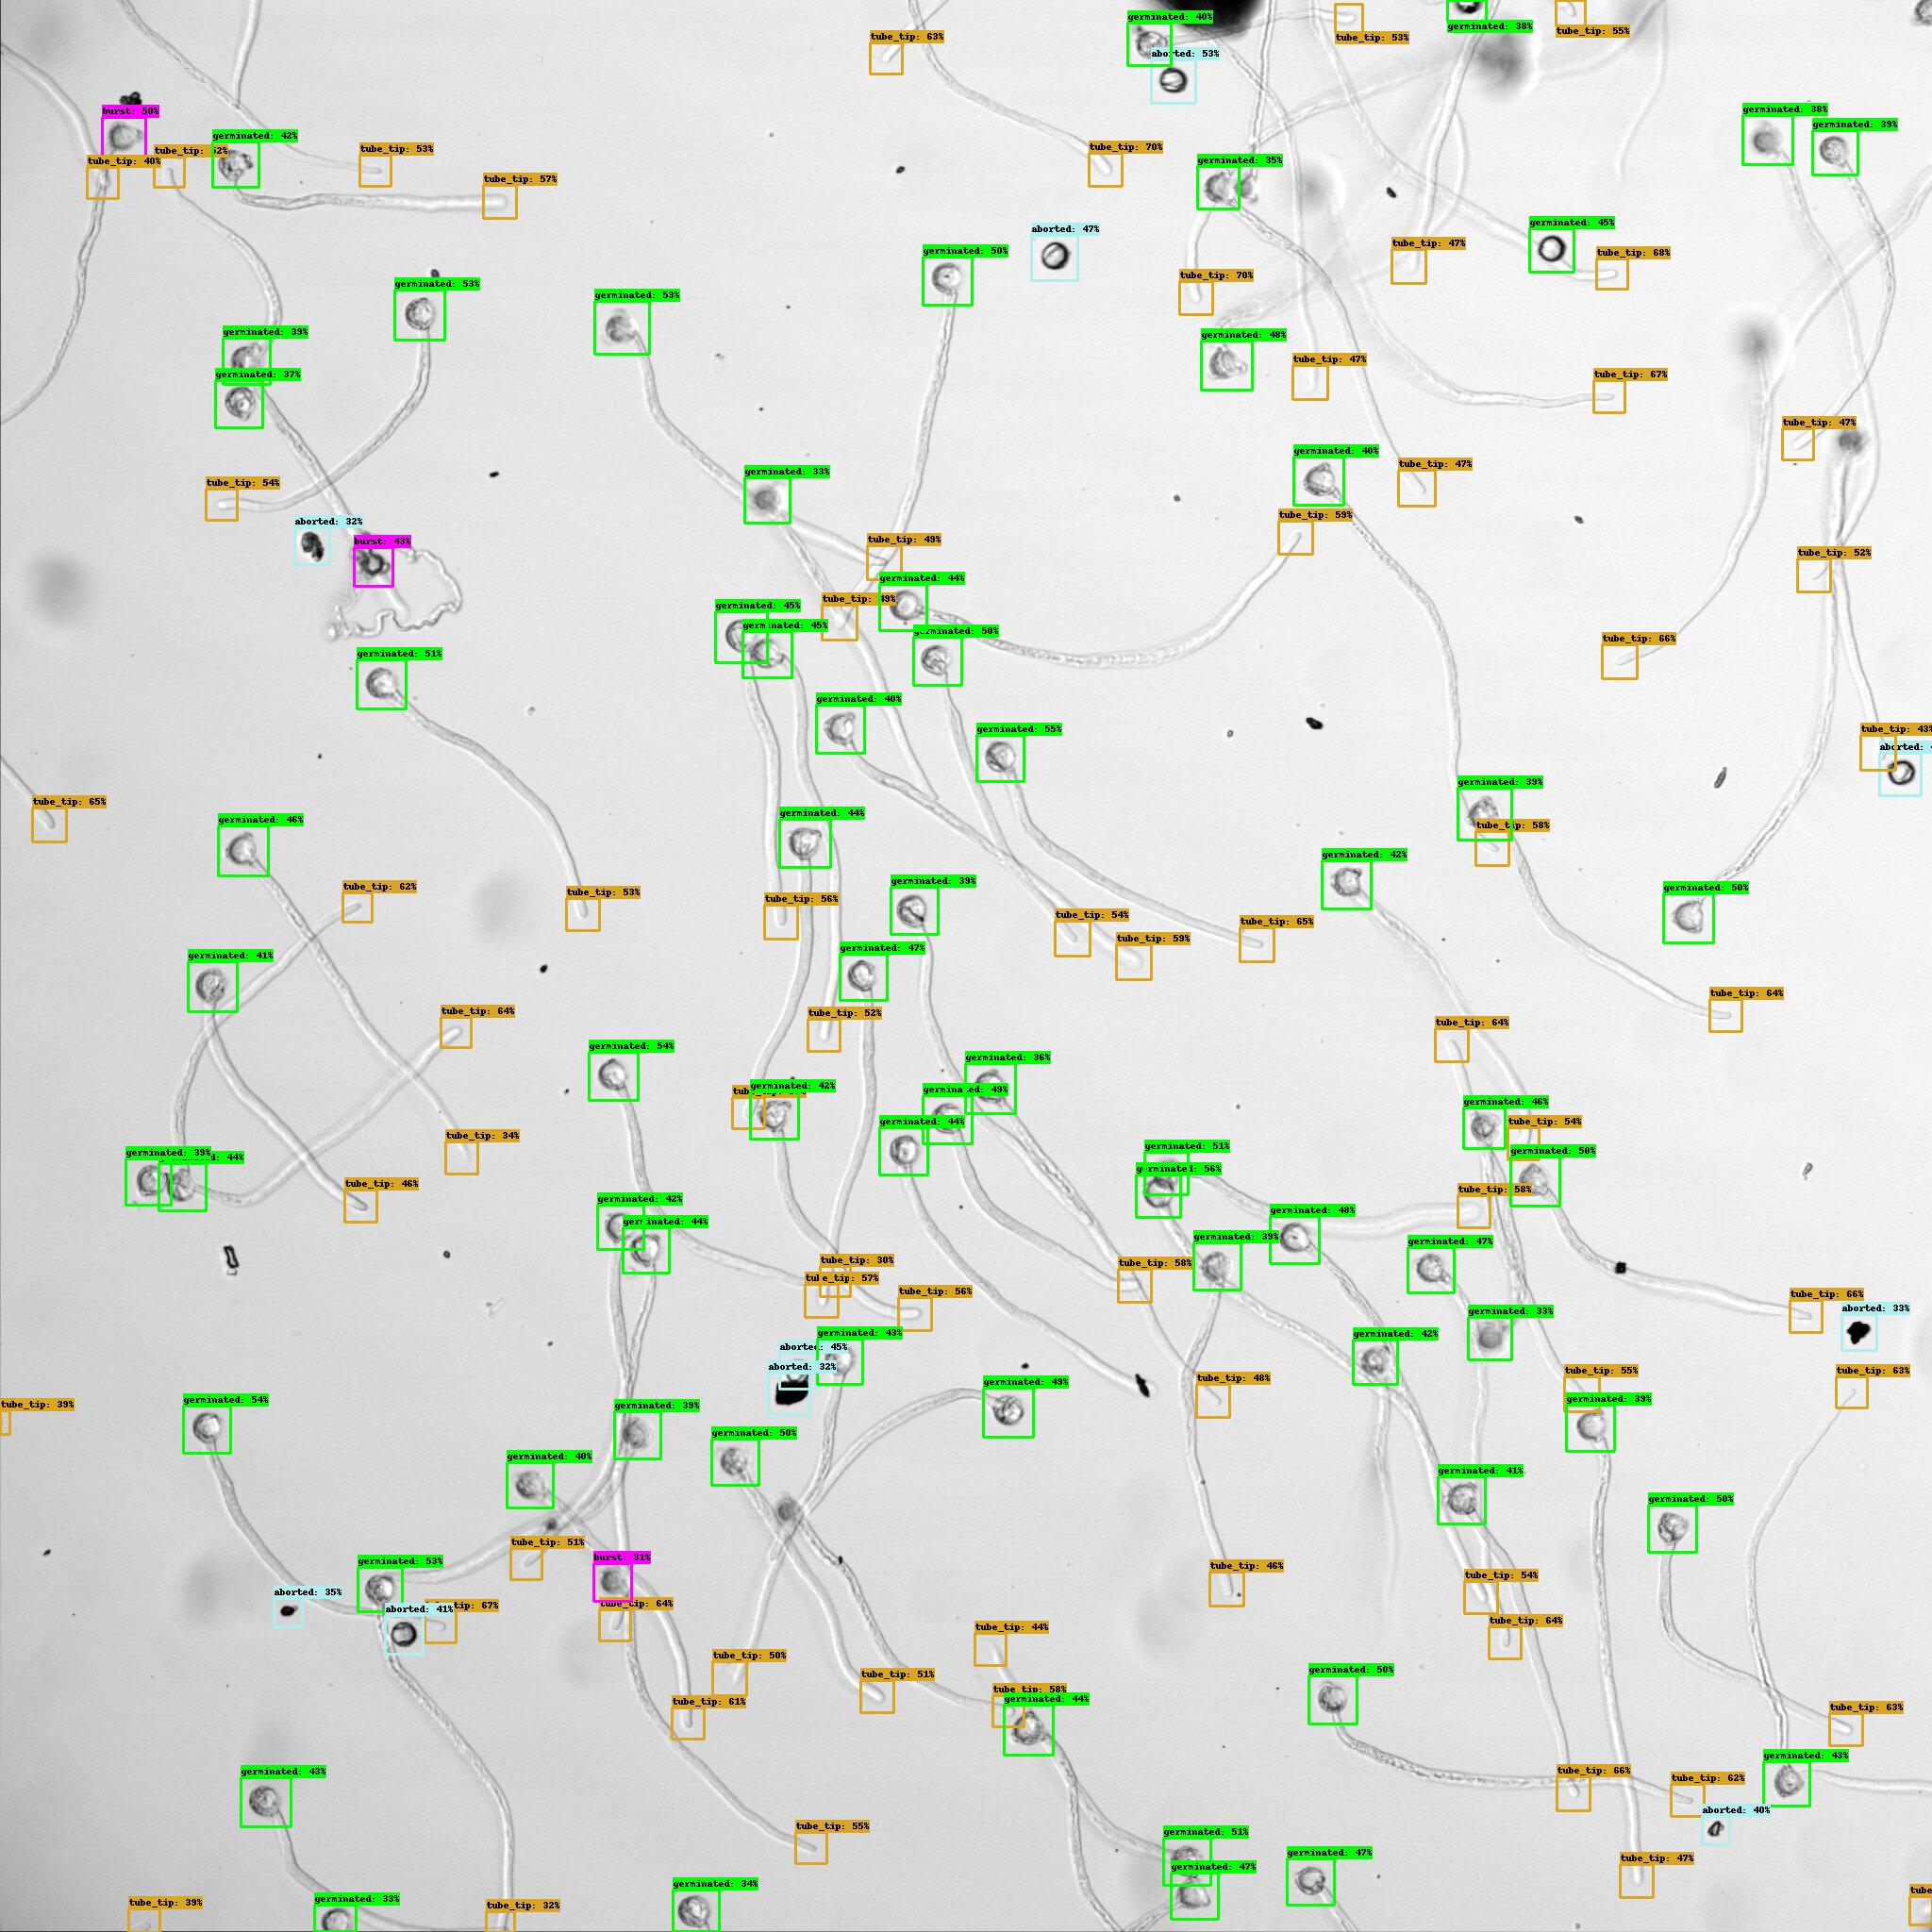 germinated: 40%
germinated: 38%
tube_tip: 63%
tube_tip: 53%
tube_tip: 55%
aborted: 53%
burst: 50%
germinated: 38%
germinated: 39%
germinated: 42%
tube_tip: 53%
tube_tip: 70%
tube_tip: 40%
germinated: 35%
tube_tip: 57%
aborted: 47%
germinated: 45%
germinated: 50%
tube_tip: 47%
tube_tip: 68%
tube_tip: 70%
germinated: 53%
germinated: 53%
germinated: 39%
germinated: 48%
tube_tip: 47%
germinated: 37%
tube_tip: 67%
tube_tip: 47%
germinated: 40%
germinated: 33%
tube_tip: 47%
tube_tip: 54%
tube_tip: 59%
aborted: 32%
burst: 43%
tube_tip: 49%
tube_tip: 52%
germinated: 44%
germinated: 45%
germinated: 45%
germinated: 50%
tube_tip: 66%
germinated: 51%
germinated: 40%
germinated: 55%
tube_tip: 43%
tube_tip: 65%
germinated: 39%
germinated: 46%
germinated: 44%
tube_tip: 58%
germinated: 42%
tube_tip: 62%
tube_tip: 53%
germinated: 39%
germinated: 50%
tube_tip: 56%
tube_tip: 54%
tube_tip: 65%
tube_tip: 59%
germinated: 41%
germinated: 47%
tube_tip: 64%
tube_tip: 64%
tube_tip: 52%
tube_tip: 64%
germinated: 54%
germinated: 36%
germinated: 42%
germinated: 49%
germinated: 46%
germinated: 44%
tube_tip: 54%
tube_tip: 34%
germinated: 51%
germinated: 39%
44%
germinated: 50%
germinated: 56%
tube_tip: 46%
tube_tip: 58%
germinated: 42%
germinated: 48%
germinated: 44%
germinated: 39%
germinated: 47%
tube_tip: 30%
tube_tip: 58%
tube_tip: 57%
tube_tip: 56%
tube_tip: 66%
aborted: 33%
germinated: 33%
germinated: 43%
germinated: 42%
aborted: 45%
aborted: 32%
tube_tip: 55%
tube_tip: 63%
tube_tip: 48%
germinated: 49%
germinated: 54%
germinated: 39%
tube_tip: 39%
germinated: 39%
germinated: 50%
germinated: 40%
germinated: 41%
germinated: 50%
tube_tip: 51%
germinated: 53%
burst: 31%
tube_tip: 46%
tube_tip: 54%
aborted: 35%
tube_tip: 64%
aborted: 41%
tip: 67%
tube_tip: 64%
tube_tip: 44%
tube_tip: 50%
germinated: 50%
tube_tip: 51%
tube_tip: 58%
germinated: 44%
tube_tip: 61%
tube_tip: 63%
germinated: 43%
germinated: 43%
tube_tip: 66%
tube_tip: 62%
aborted: 40%
tube_tip: 55%
germinated: 51%
germinated: 47%
germinated: 47%
tube_tip: 47%
germinated: 34%
germinated: 33%
tube_tip: 39%
tube_tip: 32%
tube